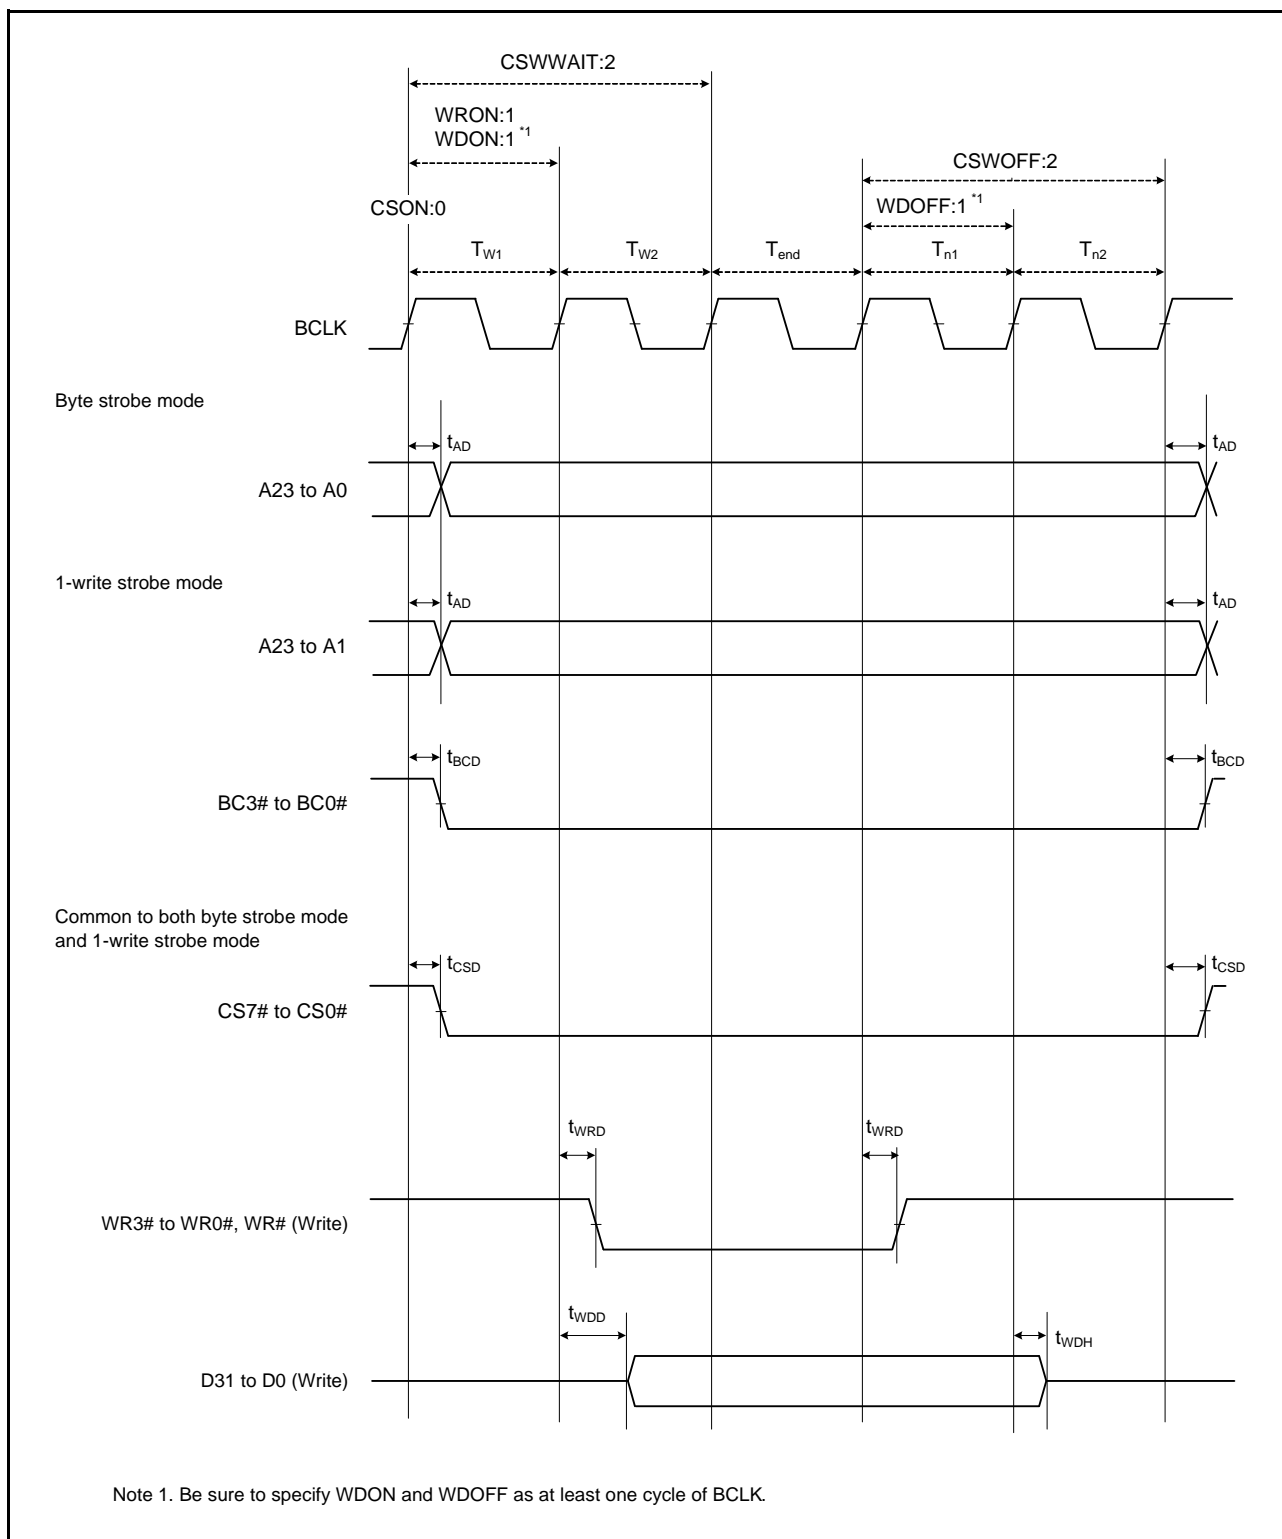 CSWWAIT:2
WRON:1
WDON:1 *1
CSWOFF:2
CSON:0
WDOFF:1 *1
TW1 TW2 Tend Tn1 Tn2
BCLK
Byte strobe mode
tAD tAD
A23 to A0
1-write strobe mode
tAD tAD
A23 to A1
tBCD tBCD
BC3# to BC0#
Common to both byte strobe mode
and 1-write strobe mode
tCSD tCSD
CS7# to CS0#
tWRD tWRD
WR3# to WR0#, WR# (Write)
tWDD tWDH
D31 to D0 (Write)
Note 1. Be sure to specify WDON and WDOFF as at least one cycle of BCLK.